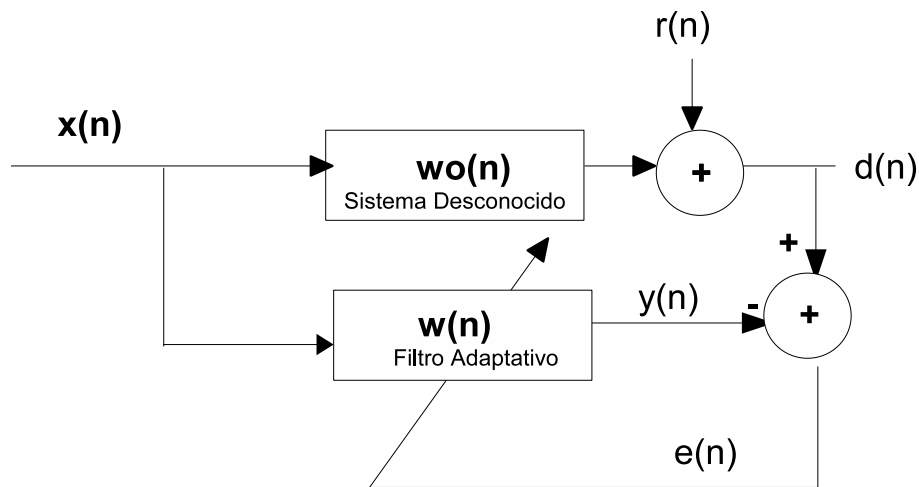 r(n)
x(n)
wo(n)
Sistema Desconocido
+
d(n)
+
y(n)
-
+
w(n)
Filtro Adaptativo
e(n)